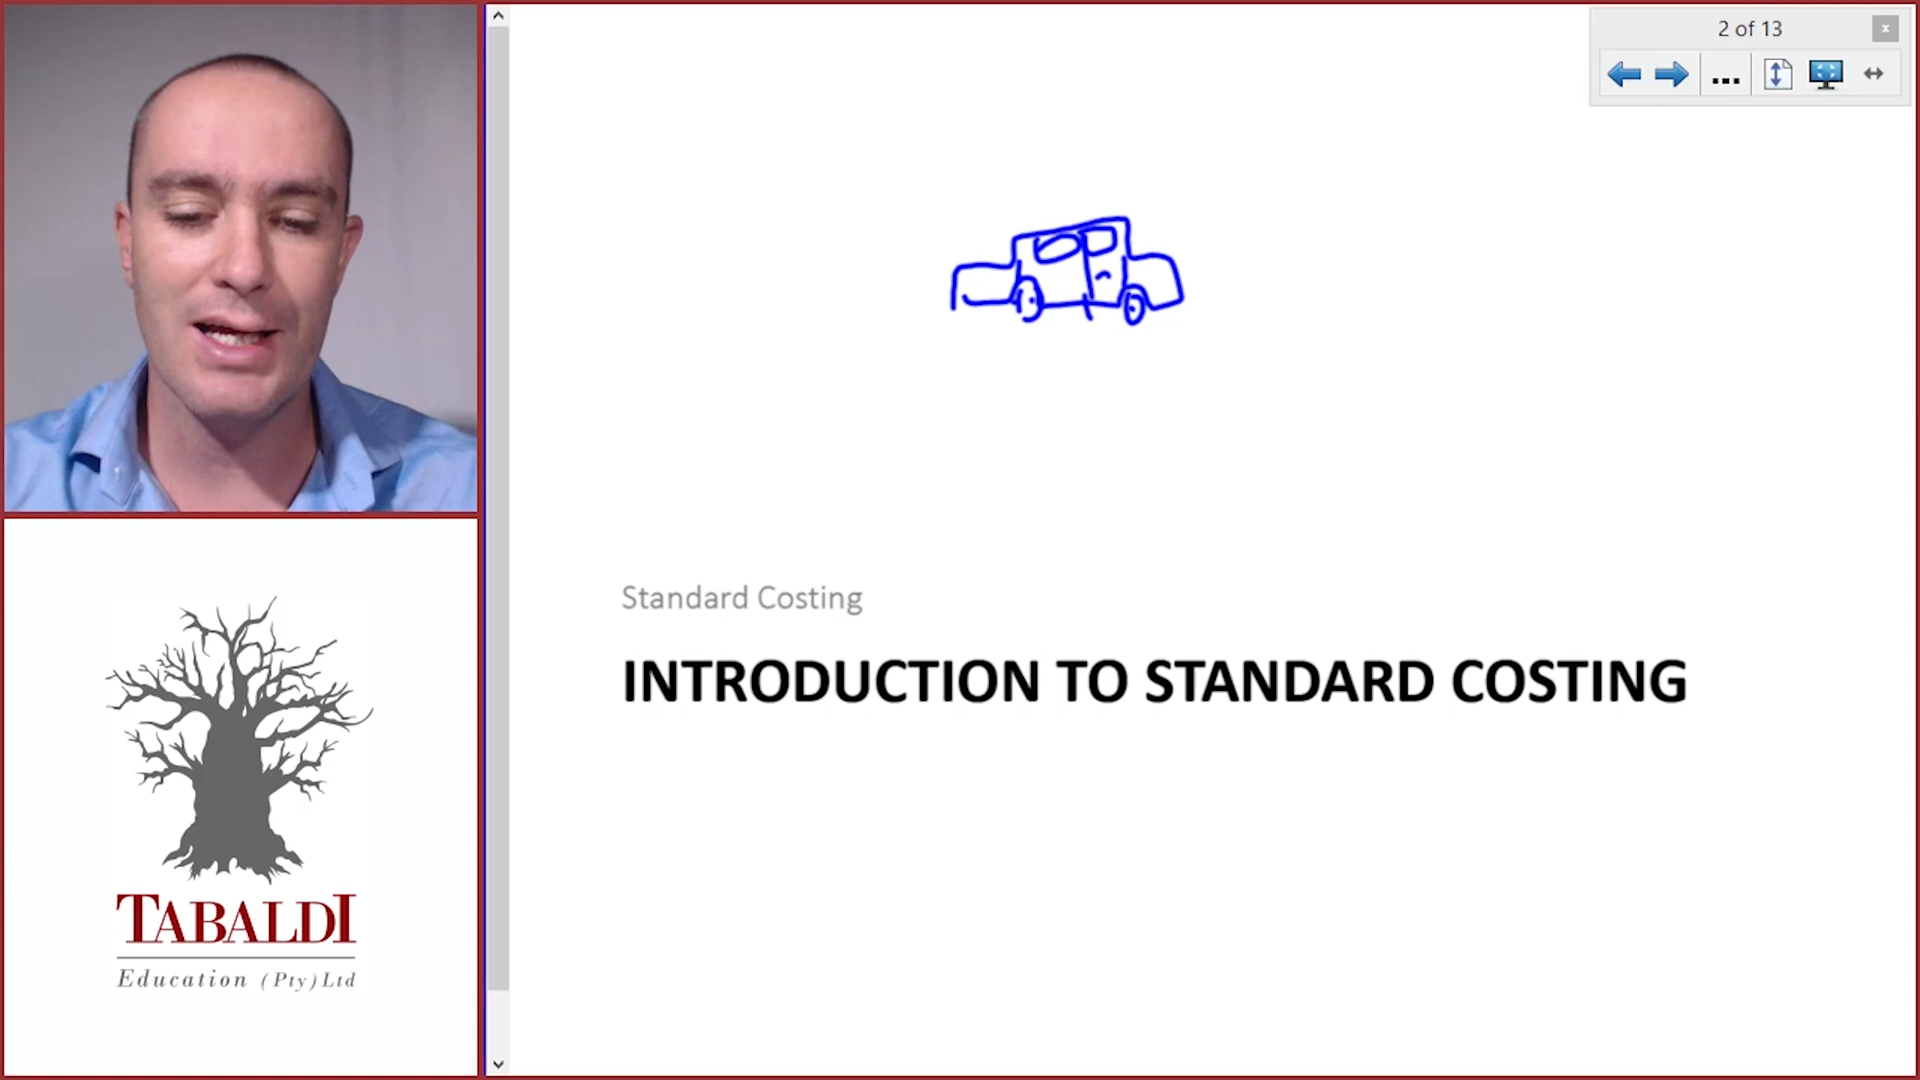 2 of 13
...
Standard Costing
INTRODUCTION TO STANDARD COSTING
TABALDI
Education (Pty) Ltd